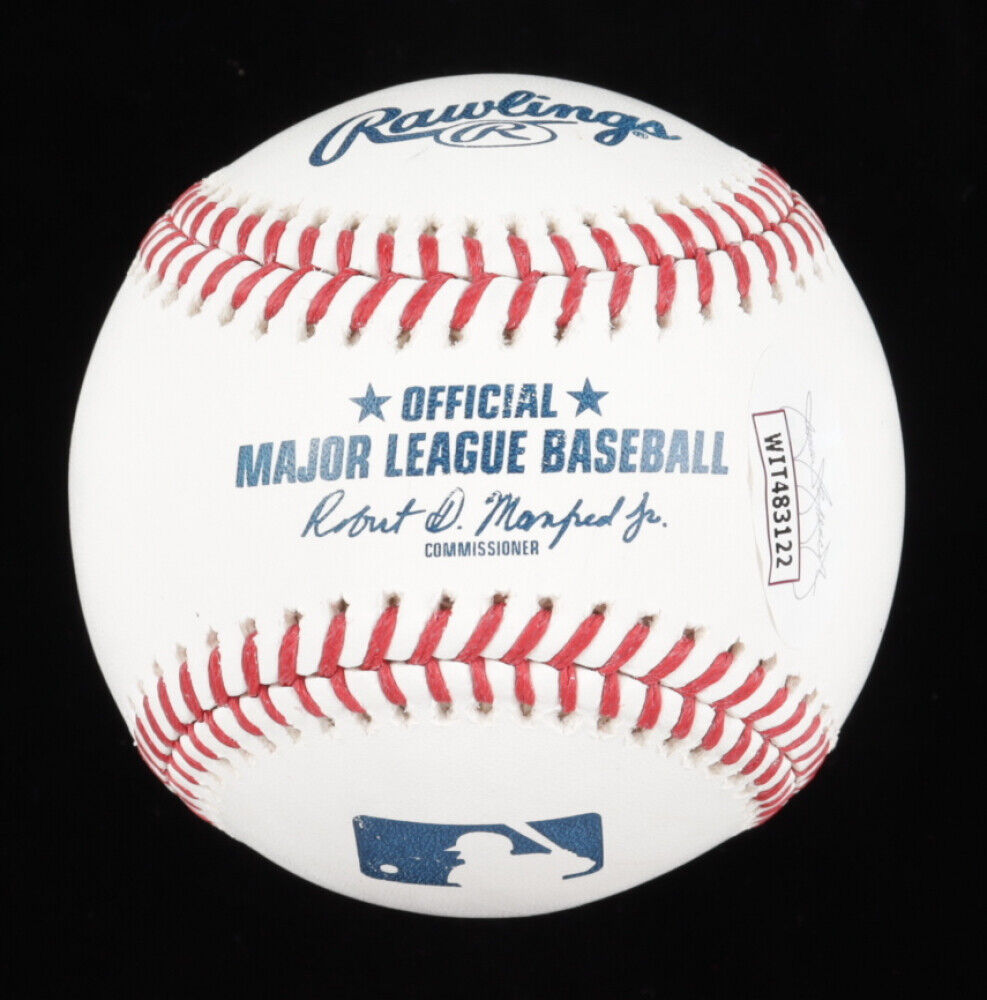 Rawlings
R
®
OFFICIAL
MAJOR LEAGUE BASEBALL
Robert D. Manfred Jr.
COMMISSIONER
WIT483122